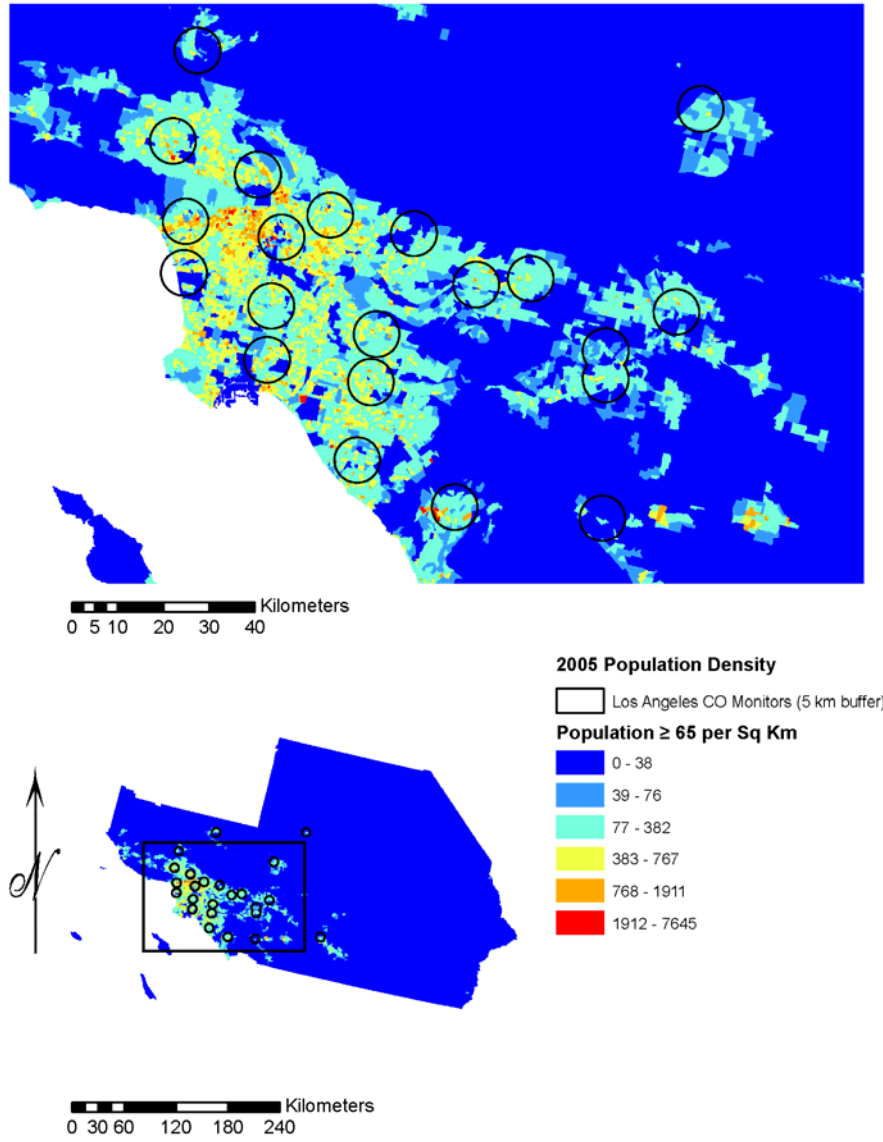 Kilometers
0 5 10 20 30 40
2005 Population Density
Los Angeles CO Monitors (5 km buffer)
Population ≥ 65 per Sq Km
0 - 38
39 - 76
77 - 382
383 - 767
768 - 1911
1912 - 7645
N
Kilometers
0 30 60 120 180 240